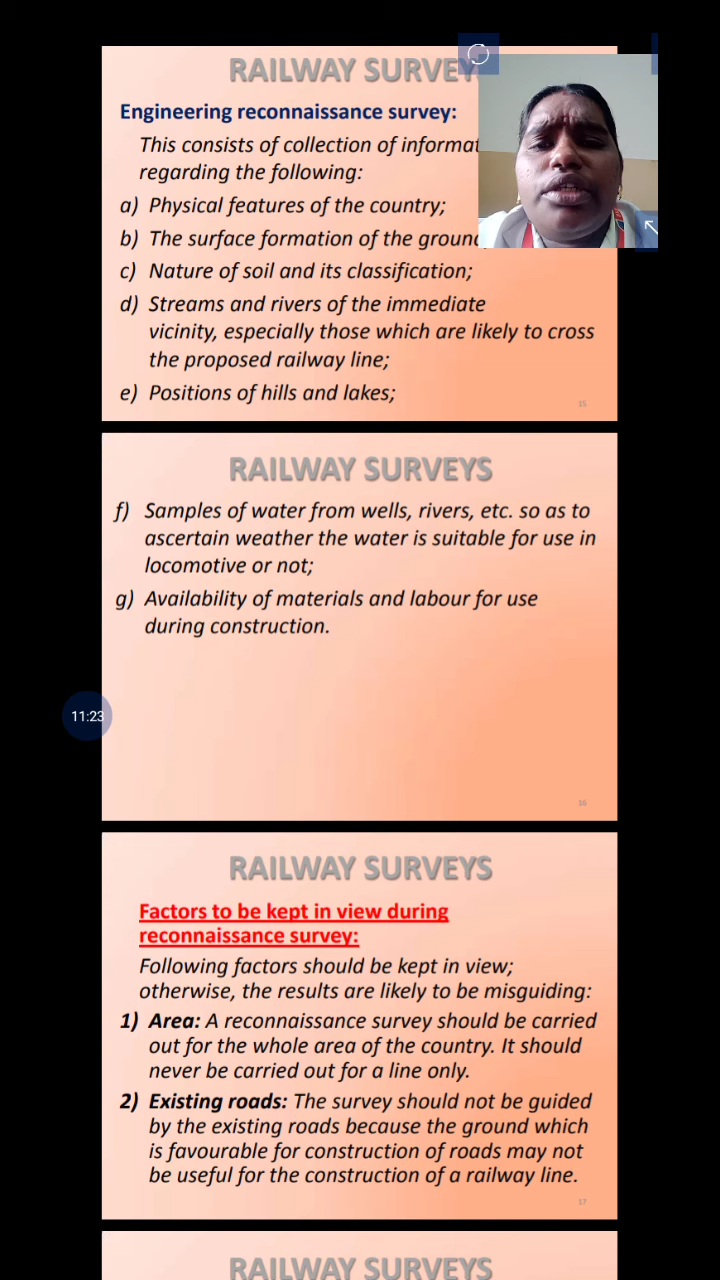 RAILWAY SURVEY
Engineering reconnaissance survey:
This consists of collection of
regarding the following:
a) Physical features of the country;
b) The surface formation of the
c) Nature of soil and its classification;
d) Streams and rivers of the immediate
vicinity, especially those which are likely to cross
the proposed railway line;
e) Positions of hills and lakes;
15
RAILWAY SURVEYS
f) Samples of water from wells, rivers, etc. so as to
ascertain weather the water is suitable for use in
locomotive or not;
g) Availability of materials and labour for use
during construction.
11:23
16
RAILWAY SURVEYS
Factors to be kept in view during
reconnaissance survey:
Following factors should be kept in view;
otherwise, the results are likely to be misguiding:
1) Area: A reconnaissance survey should be carried
out for the whole area of the country. It should
never be carried out for a line only.
2) Existing roads: The survey should not be guided
by the existing roads because the ground which
is favourable for construction of roads may not
be useful for the construction of a railway line.
17
RAILWAY SURVEYS